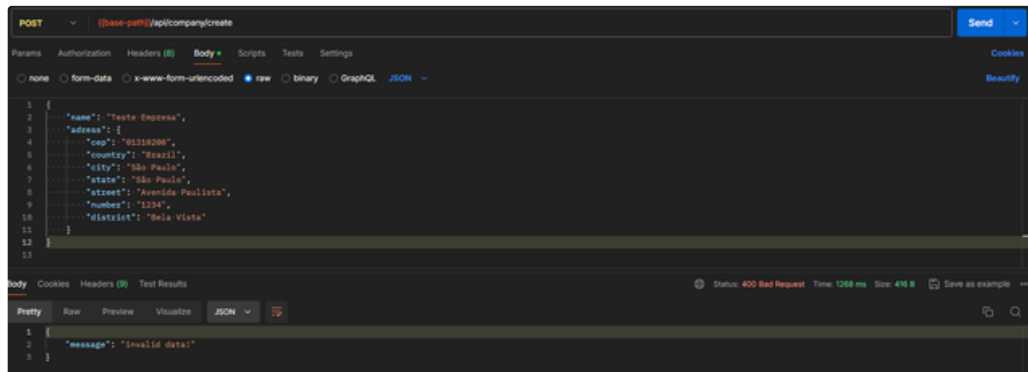 POST {{base-path}}/api/company/create Send
Params Authorization Headers (8) Body Scripts Tests Settings Cookies
none form-data x-www-form-urlencoded raw binary GraphQL JSON Beautify
1 {
2 "name": "Teste Empresa",
3 "adress": {
4 "cep": "01310200",
5 "country": "Brazil",
6 "city": "São Paulo",
7 "state": "São Paulo",
8 "street": "Avenida Paulista",
9 "number": "1234",
10 "district": "Bela Vista"
11 }
12 }
13
Body Cookies Headers (9) Test Results Status: 400 Bad Request Time: 1268 ms Size: 416 B Save as example
Pretty Raw Preview Visualize JSON
1 {
2 "message": "invalid data!"
3 }